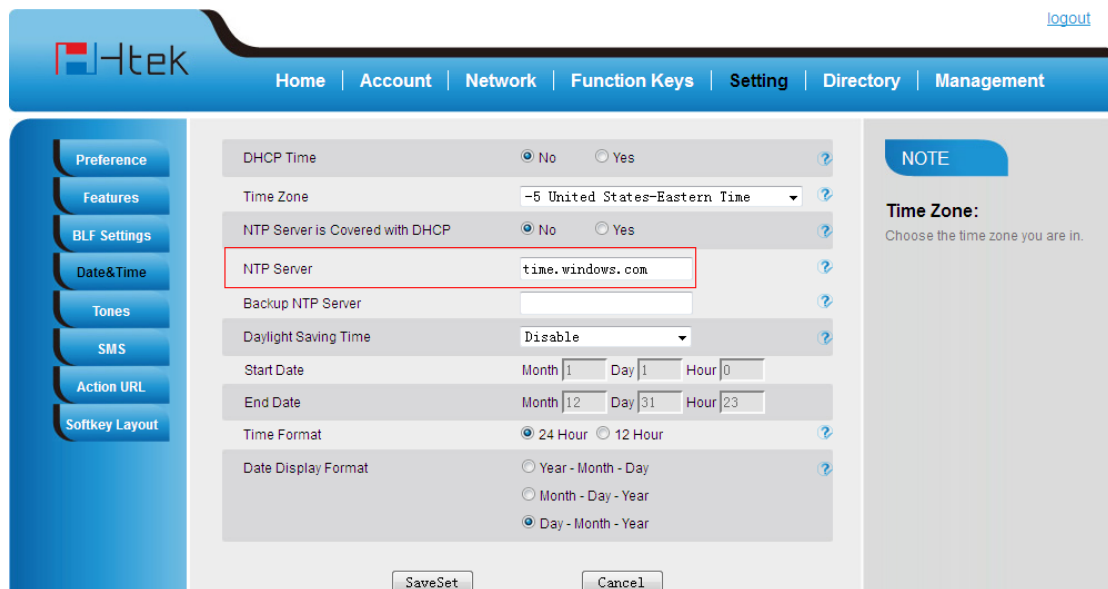 logout
Htek
Home Account Network Function Keys Setting Directory Management
Preference
Features
BLF Settings
Date&Time
Tones
SMS
Action URL
Softkey Layout
DHCP Time No Yes ?
Time Zone -5 United States-Eastern Time ?
NTP Server is Covered with DHCP No Yes ?
NTP Server time.windows.com ?
Backup NTP Server ?
Daylight Saving Time Disable ?
Start Date Month 1 Day 1 Hour 0
End Date Month 12 Day 31 Hour 23
Time Format 24 Hour 12 Hour ?
Date Display Format Year - Month - Day ?
Month - Day - Year
Day - Month - Year
SaveSet Cancel
NOTE
Time Zone:
Choose the time zone you are in.